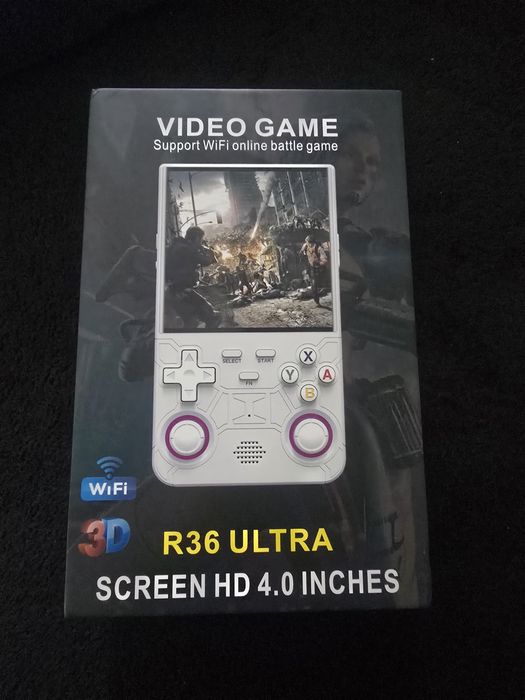 VIDEO GAME
Support WiFi online battle game
SELECT START
X
Y A
FN
B
WiFi
3D
R36 ULTRA
SCREEN HD 4.0 INCHES